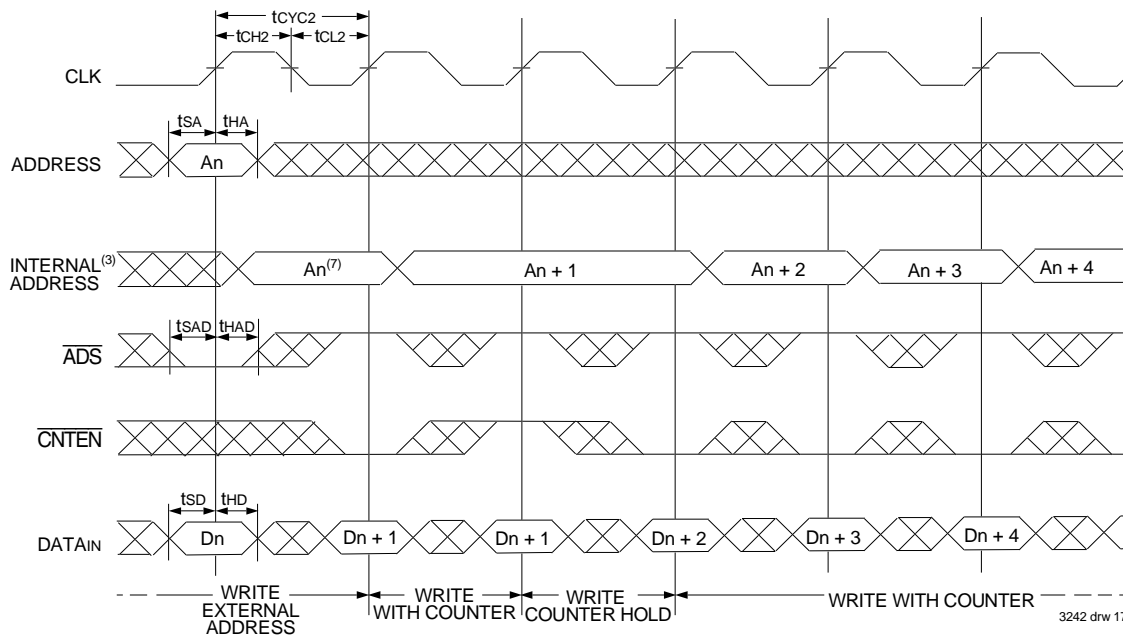 tCYC2
tCH2 tCL2
CLK
tSA tHA
ADDRESS An
INTERNAL(3) ADDRESS An(7) An + 1 An + 2 An + 3 An + 4
tSAD tHAD
ADS
CNTEN
tSD tHD
DATAIN Dn Dn + 1 Dn + 1 Dn + 2 Dn + 3 Dn + 4
WRITE EXTERNAL ADDRESS
WRITE WITH COUNTER
WRITE COUNTER HOLD
WRITE WITH COUNTER
3242 drw 17